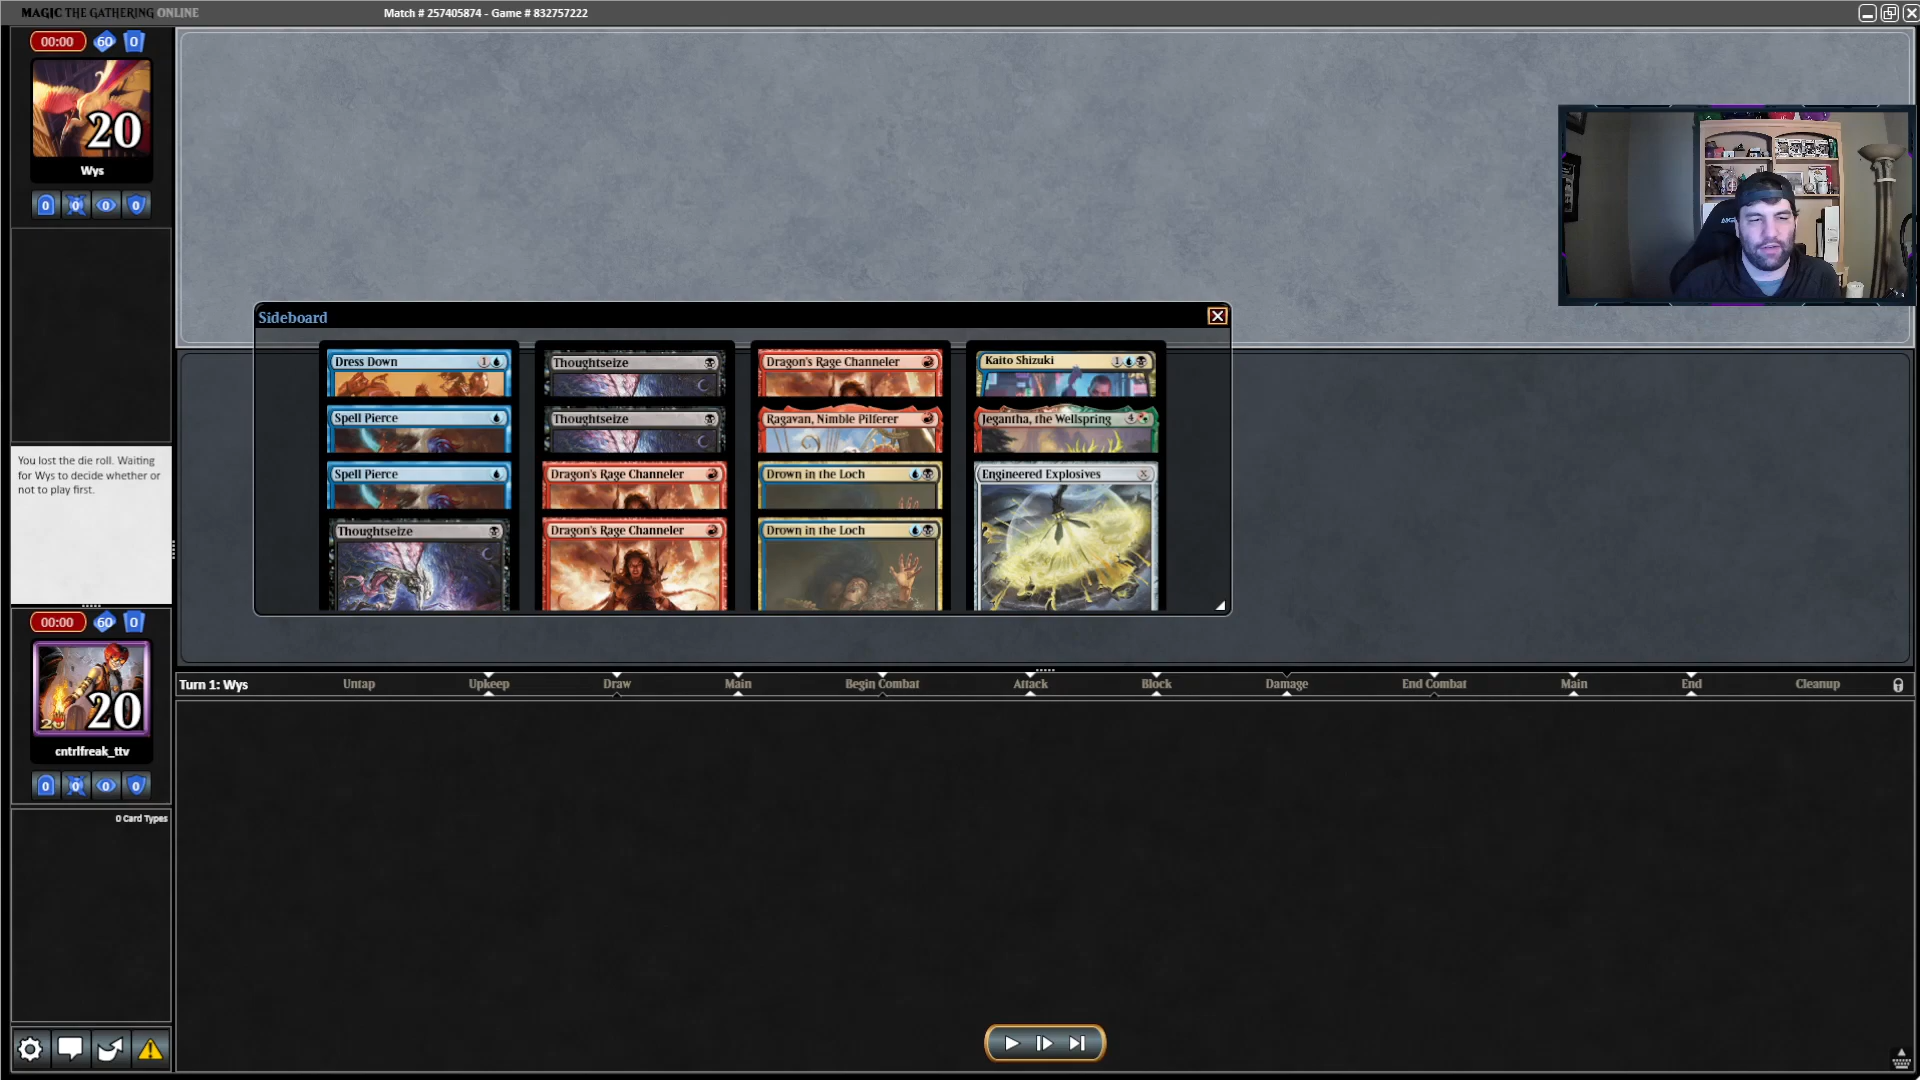 MAGIC THE GATHERING ONLINE
Match # 257405874 - Game # 832757222
00:00 60 0
20
Wys
0 0 0 0
Sideboard
Dress Down 1
Spell Pierce
Spell Pierce
Thoughtseize
Thoughtseize
Thoughtseize
Dragon's Rage Channeler
Dragon's Rage Channeler
Dragon's Rage Channeler
Ragavan, Nimble Pilferer
Drown in the Loch
Drown in the Loch
Kaito Shizuki 1
Jegantha, the Wellspring 4
Engineered Explosives X
You lost the die roll. Waiting
for Wys to decide whether or
not to play first.
00:00 60 0
20
cntrlfreak_ttv
0 0 0 0
0 Card Types
Turn 1: Wys Untap Upkeep Draw Main Begin Combat Attack Block Damage End Combat Main End Cleanup